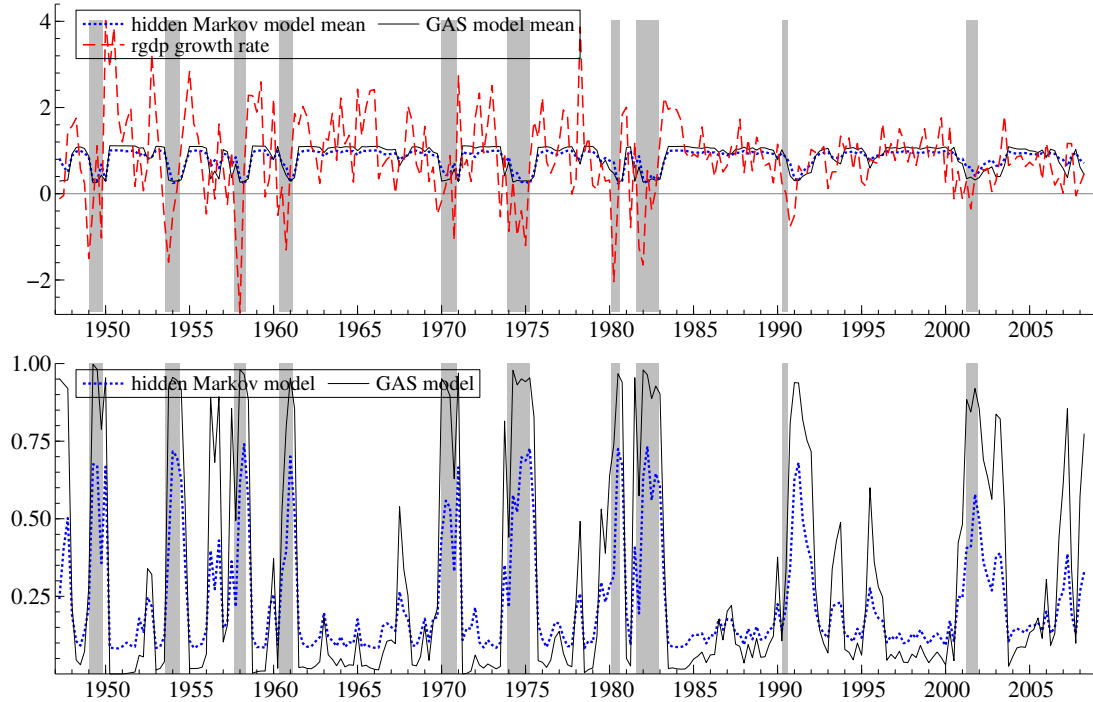 4
hidden Markov model mean GAS model mean
rgdp growth rate
2
0
−2
1950 1955 1960 1965 1970 1975 1980 1985 1990 1995 2000 2005
1.00
hidden Markov model GAS model
0.75
0.50
0.25
1950 1955 1960 1965 1970 1975 1980 1985 1990 1995 2000 2005